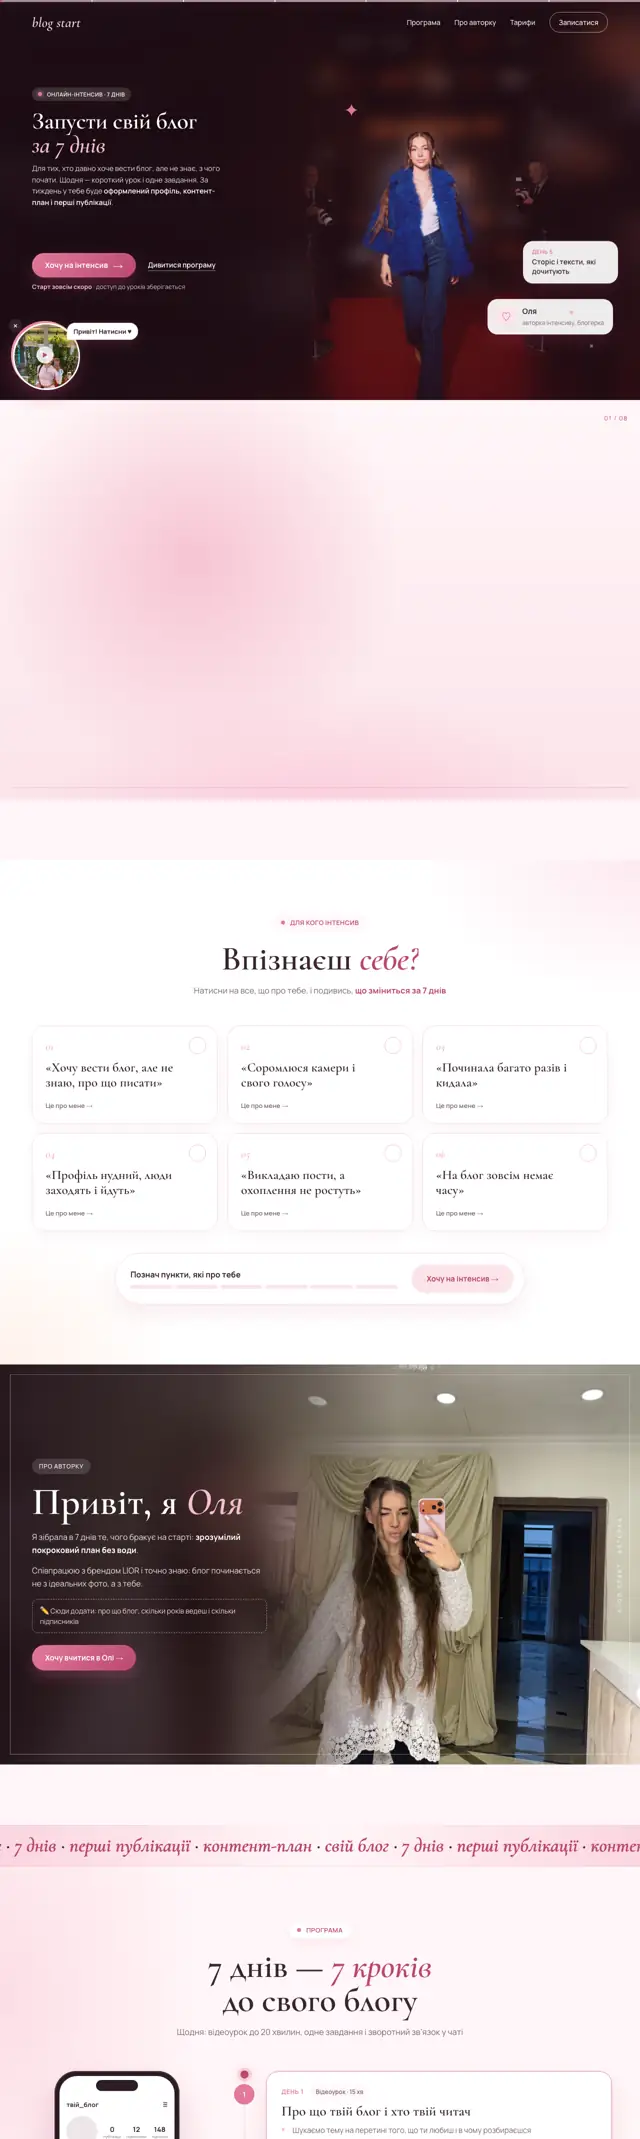 blog start
Програма
Про авторку
Тарифи
Записатися
ОНЛАЙН-ІНТЕНСИВ · 7 ДНІВ
Запусти свій блог
за 7 днів
Для тих, хто давно хоче вести блог, але не знає, з чого
почати. Щодня — короткий урок і одне завдання. За
тиждень у тебе буде оформлений профіль, контент-
план і перші публікації.
Хочу на інтенсив →
Дивитися програму
Старт зовсім скоро · доступ до уроків зберігається
ДЕНЬ 5
Сторіс і тексти, які
дочитують
Оля
авторка інтенсиву, блогерка
Привіт! Натисни ♥
01 / 08
ДЛЯ КОГО ІНТЕНСИВ
Впізнаєш себе?
Натисни на все, що про тебе, і подивись, що зміниться за 7 днів
01
«Хочу вести блог, але не
знаю, про що писати»
Це про мене →
02
«Соромлюся камери і
свого голосу»
Це про мене →
03
«Починала багато разів і
кидала»
Це про мене →
04
«Профіль нудний, люди
заходять і йдуть»
Це про мене →
05
«Викладаю пости, а
охоплення не ростуть»
Це про мене →
06
«На блог зовсім немає
часу»
Це про мене →
Познач пункти, які про тебе
Хочу на інтенсив →
ПРО АВТОРКУ
Привіт, я Оля
Я зібрала в 7 днів те, чого бракує на старті: зрозумілий
покроковий план без води.
Співпрацюю з брендом LIOR і точно знаю: блог починається
не з ідеальних фото, а з тебе.
✏️ Сюди додати: про що блог, скільки років ведеш і скільки
підписників
Хочу вчитися в Олі →
· 7 днів · перші публікації · контент-план · свій блог · 7 днів · перші публікації ·
ПРОГРАМА
7 днів — 7 кроків
до свого блогу
Щодня: відеоурок до 20 хвилин, одне завдання і зворотний зв'язок у чаті
твій_блог
0
12
148
1
ДЕНЬ 1
Відеоурок · 15 хв
Про що твій блог і хто твій читач
Шукаємо тему на перетині того, що ти любиш і в чому розбираєшся